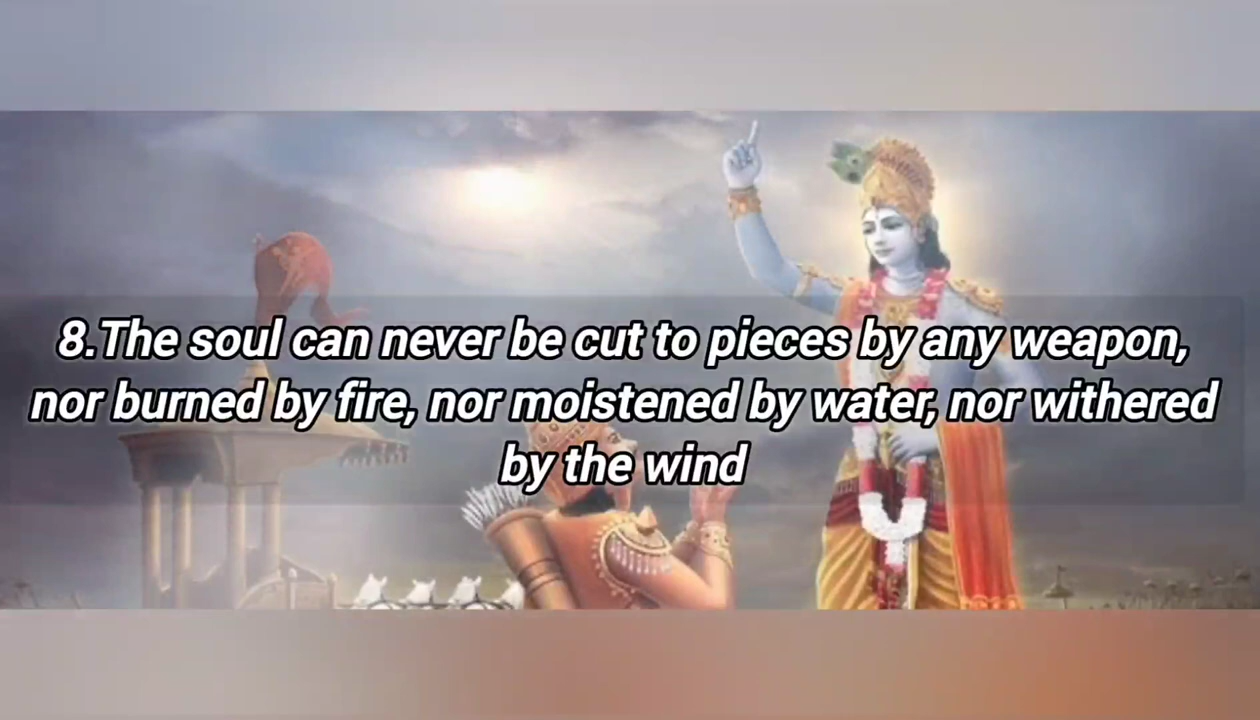 8.The soul can never be cut to pieces by any weapon,
nor burned by fire, nor moistened by water, nor withered
by the wind